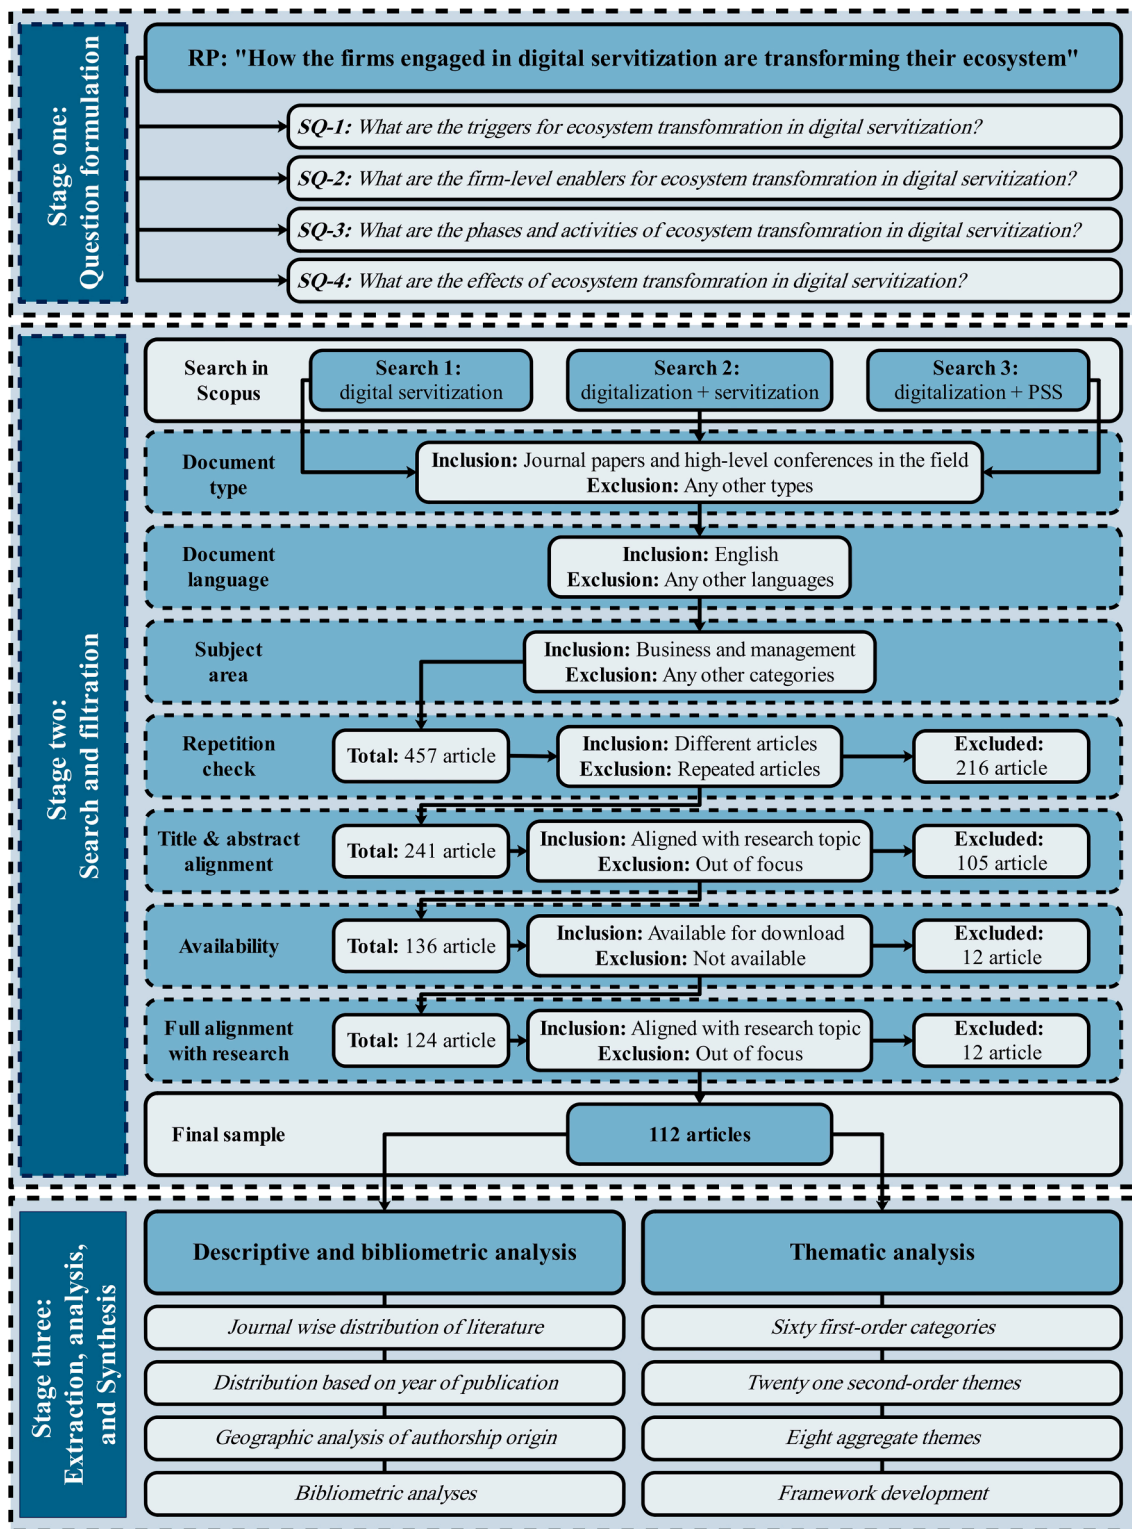 Stage one:
Question formulation
RP: "How the firms engaged in digital servitization are transforming their ecosystem"
SQ-1: What are the triggers for ecosystem transfomration in digital servitization?
SQ-2: What are the firm-level enablers for ecosystem transfomration in digital servitization?
SQ-3: What are the phases and activities of ecosystem transfomration in digital servitization?
SQ-4: What are the effects of ecosystem transfomration in digital servitization?
Stage two:
Search and filtration
Search in
Scopus
Search 1:
digital servitization
Search 2:
digitalization + servitization
Search 3:
digitalization + PSS
Document
type
Inclusion: Journal papers and high-level conferences in the field
Exclusion: Any other types
Document
language
Inclusion: English
Exclusion: Any other languages
Subject
area
Inclusion: Business and management
Exclusion: Any other categories
Repetition
check
Total: 457 article
Inclusion: Different articles
Exclusion: Repeated articles
Excluded:
216 article
Title & abstract
alignment
Total: 241 article
Inclusion: Aligned with research topic
Exclusion: Out of focus
Excluded:
105 article
Availability
Total: 136 article
Inclusion: Available for download
Exclusion: Not available
Excluded:
12 article
Full alignment
with research
Total: 124 article
Inclusion: Aligned with research topic
Exclusion: Out of focus
Excluded:
12 article
Final sample
112 articles
Stage three:
Extraction, analysis,
and Synthesis
Descriptive and bibliometric analysis
Journal wise distribution of literature
Distribution based on year of publication
Geographic analysis of authorship origin
Bibliometric analyses
Thematic analysis
Sixty first-order categories
Twenty one second-order themes
Eight aggregate themes
Framework development